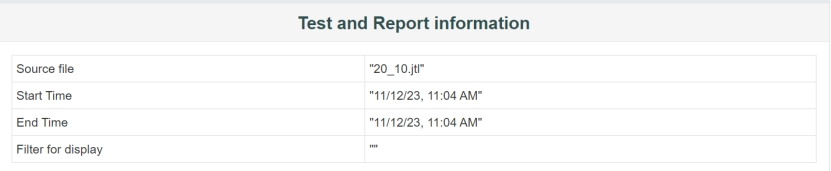 Test and Report information
Source file "20_10.jtl"
Start Time "11/12/23, 11:04 AM"
End Time "11/12/23, 11:04 AM"
Filter for display ""